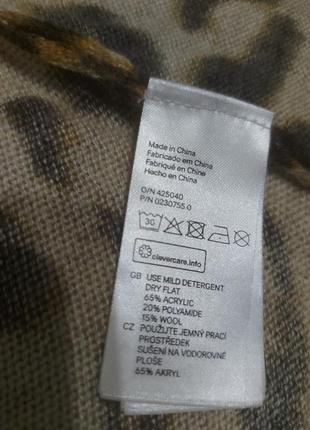 Made in China
Fabricado em China
Fabriqué en Chine
Hecho en China
O/N 425040
P/N 0230755 0
30
clevercare.info
GB USE MILD DETERGENT
DRY FLAT
65% ACRYLIC
20% POLYAMIDE
15% WOOL
CZ POUŽIJTE JEMNÝ PRACÍ
PROSTŘEDEK
SUŠENÍ NA VODOROVNÉ
PLOŠE
65% AKRYL